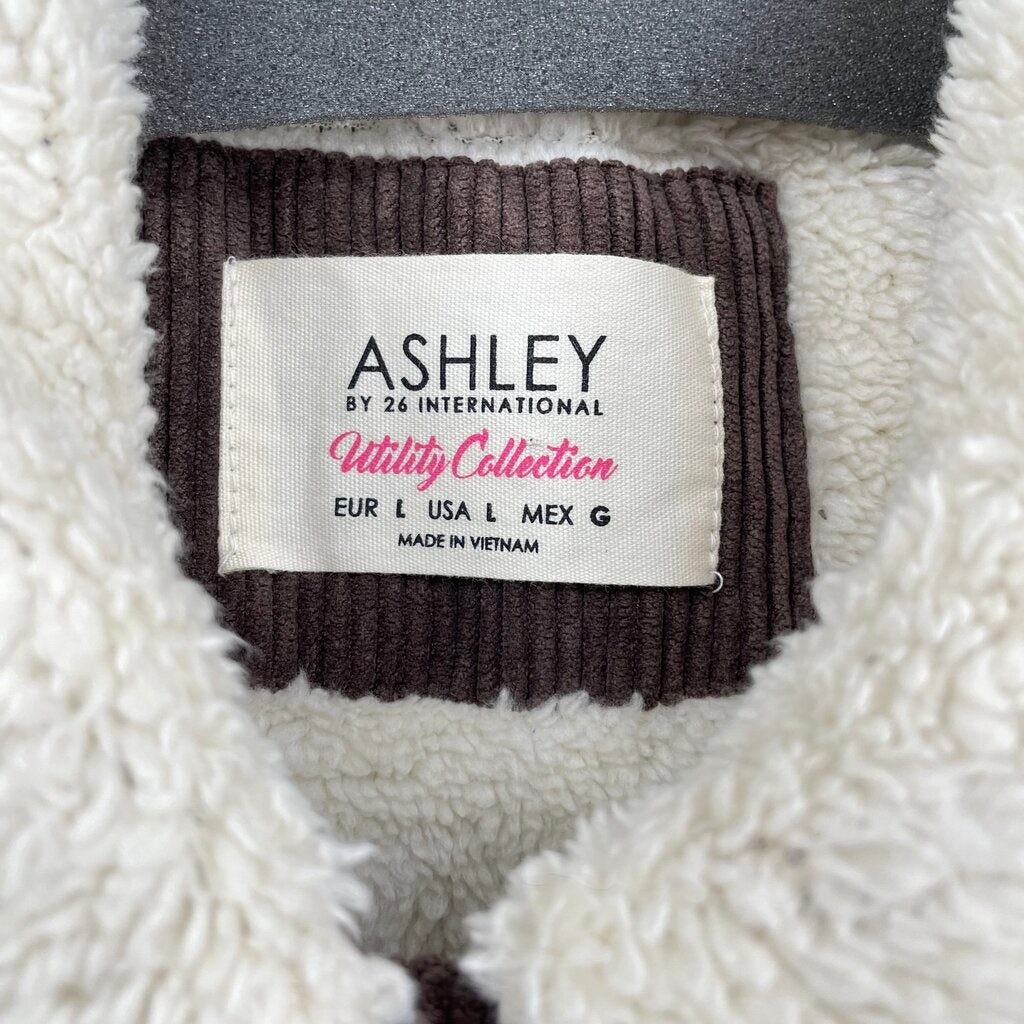 ASHLEY
BY 26 INTERNATIONAL
Utility Collection
EUR L USA L MEX G
MADE IN VIETNAM